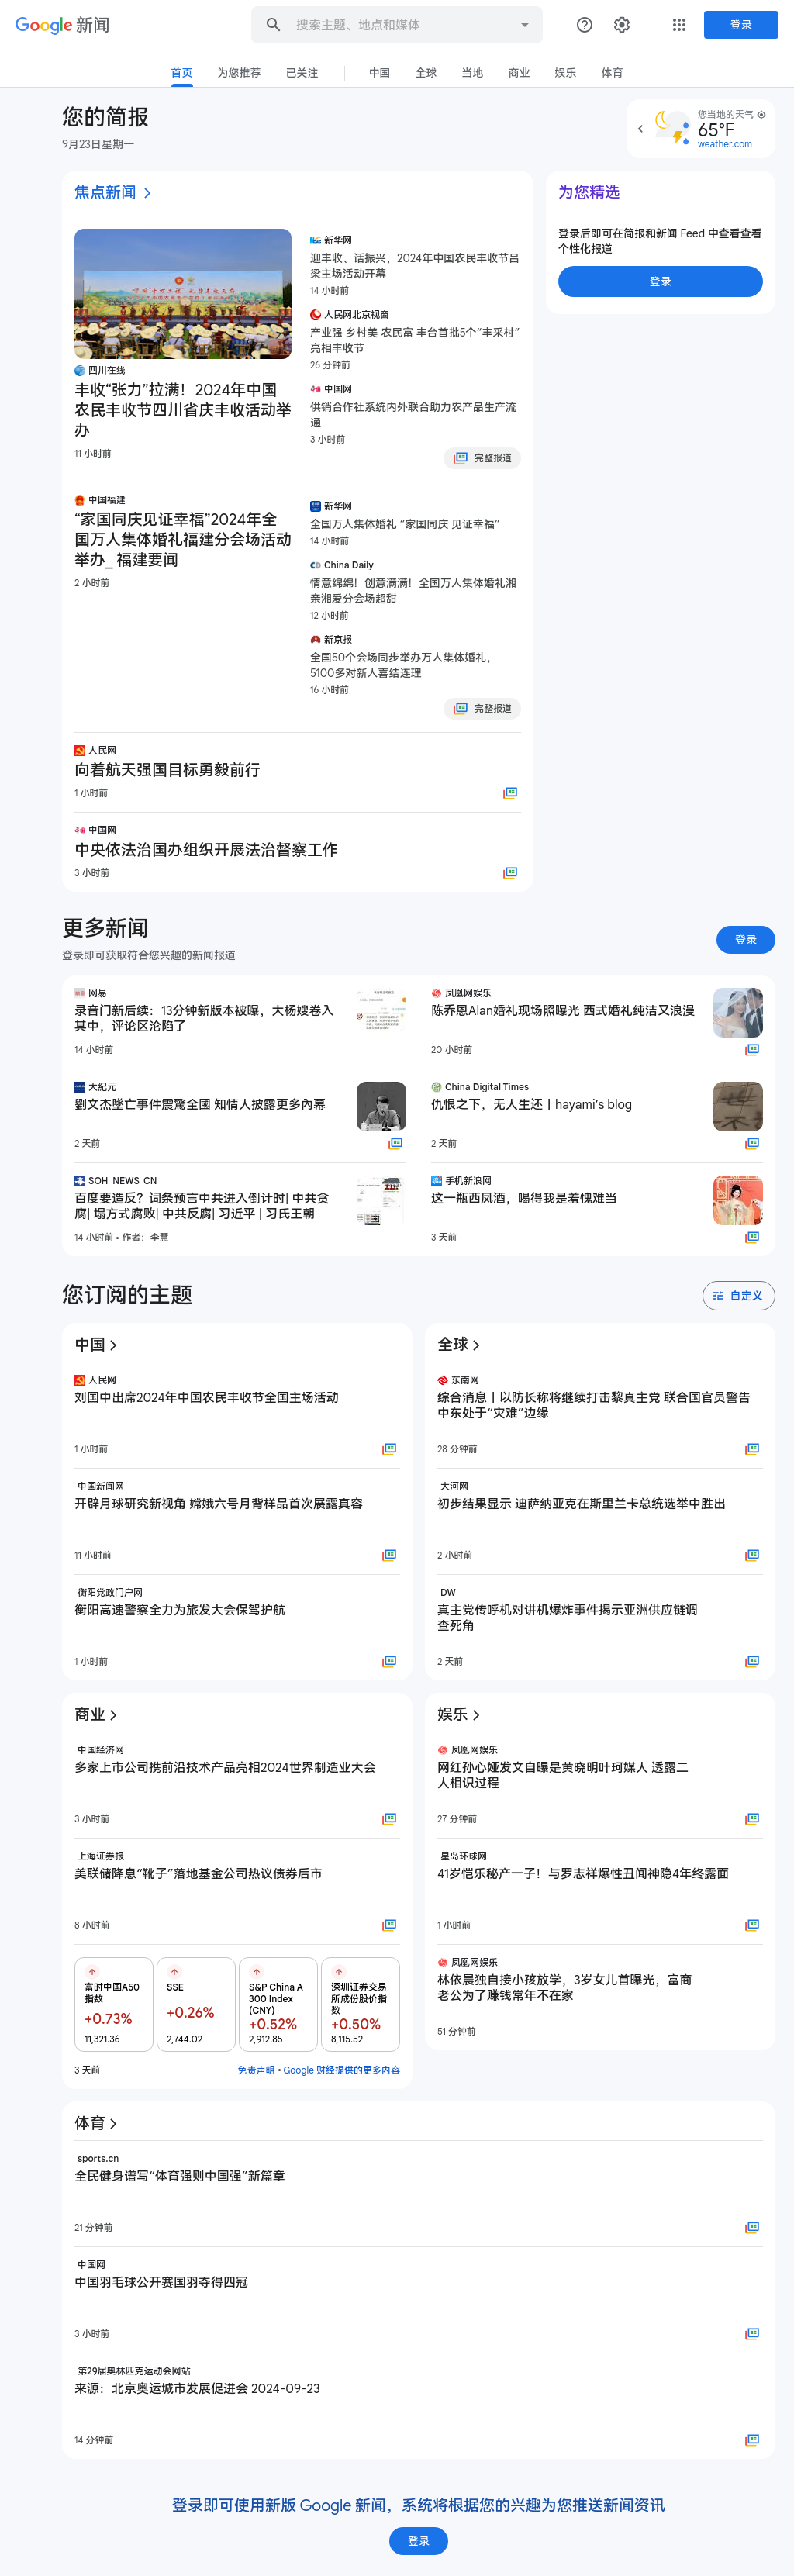 Google 新闻
搜索主题、地点和媒体
登录
首页
为您推荐
已关注
中国
全球
当地
商业
娱乐
体育
您的简报
9月23日星期一
您当地的天气
65°F
weather.com
焦点新闻
四川在线
丰收“张力”拉满！2024年中国
农民丰收节四川省庆丰收活动举
办
11 小时前
新华网
迎丰收、话振兴，2024年中国农民丰收节吕
梁主场活动开幕
14 小时前
人民网北京视窗
产业强 乡村美 农民富 丰台首批5个“丰采村”
亮相丰收节
26 分钟前
中国网
供销合作社系统内外联合助力农产品生产流
通
3 小时前
完整报道
中国福建
“家国同庆见证幸福”2024年全
国万人集体婚礼福建分会场活动
举办_ 福建要闻
2 小时前
新华网
全国万人集体婚礼 “家国同庆 见证幸福”
14 小时前
China Daily
情意绵绵！创意满满！全国万人集体婚礼湘
亲湘爱分会场超甜
12 小时前
新京报
全国50个会场同步举办万人集体婚礼，
5100多对新人喜结连理
16 小时前
完整报道
人民网
向着航天强国目标勇毅前行
1 小时前
中国网
中央依法治国办组织开展法治督察工作
3 小时前
为您精选
登录后即可在简报和新闻 Feed 中查看查看
个性化报道
登录
更多新闻
登录即可获取符合您兴趣的新闻报道
登录
网易
录音门新后续：13分钟新版本被曝，大杨嫂卷入
其中，评论区沦陷了
14 小时前
凤凰网娱乐
陈乔恩Alan婚礼现场照曝光 西式婚礼纯洁又浪漫
20 小时前
大紀元
劉文杰墜亡事件震驚全國 知情人披露更多內幕
2 天前
China Digital Times
仇恨之下，无人生还丨hayami’s blog
2 天前
SOH NEWS CN
百度要造反？词条预言中共进入倒计时| 中共贪
腐| 塌方式腐败| 中共反腐| 习近平 | 习氏王朝
14 小时前 • 作者：李慧
手机新浪网
这一瓶西凤酒，喝得我是羞愧难当
3 天前
您订阅的主题
自定义
中国
人民网
刘国中出席2024年中国农民丰收节全国主场活动
1 小时前
中国新闻网
开辟月球研究新视角 嫦娥六号月背样品首次展露真容
11 小时前
衡阳党政门户网
衡阳高速警察全力为旅发大会保驾护航
1 小时前
全球
东南网
综合消息丨以防长称将继续打击黎真主党 联合国官员警告
中东处于“灾难”边缘
28 分钟前
大河网
初步结果显示 迪萨纳亚克在斯里兰卡总统选举中胜出
2 小时前
DW
真主党传呼机对讲机爆炸事件揭示亚洲供应链调
查死角
2 天前
商业
中国经济网
多家上市公司携前沿技术产品亮相2024世界制造业大会
3 小时前
上海证券报
美联储降息“靴子”落地基金公司热议债券后市
8 小时前
富时中国A50
指数
+0.73%
11,321.36
SSE
+0.26%
2,744.02
S&P China A
300 Index
(CNY)
+0.52%
2,912.85
深圳证券交易
所成份股价指
数
+0.50%
8,115.52
3 天前
免责声明 • Google 财经提供的更多内容
娱乐
凤凰网娱乐
网红孙心娅发文自曝是黄晓明叶珂媒人 透露二
人相识过程
27 分钟前
星岛环球网
41岁恺乐秘产一子！与罗志祥爆性丑闻神隐4年终露面
1 小时前
凤凰网娱乐
林依晨独自接小孩放学，3岁女儿首曝光，富商
老公为了赚钱常年不在家
51 分钟前
体育
sports.cn
全民健身谱写“体育强则中国强”新篇章
21 分钟前
中国网
中国羽毛球公开赛国羽夺得四冠
3 小时前
第29届奥林匹克运动会网站
来源：北京奥运城市发展促进会 2024-09-23
14 分钟前
登录即可使用新版 Google 新闻，系统将根据您的兴趣为您推送新闻资讯
登录